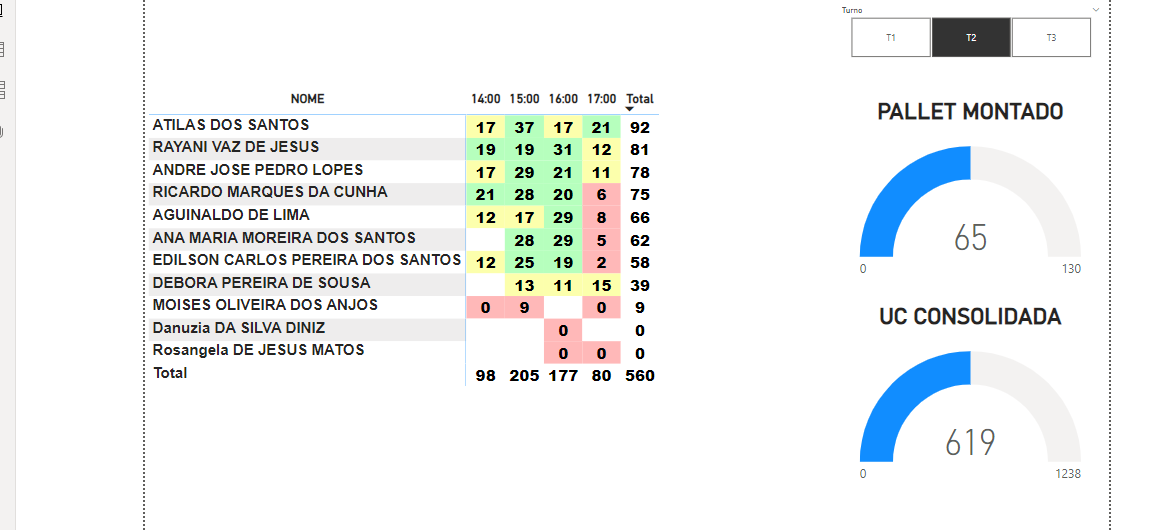 Turno
T1 T2 T3
NOME 14:00 15:00 16:00 17:00 Total
ATILAS DOS SANTOS 17 37 17 21 92
RAYANI VAZ DE JESUS 19 19 31 12 81
ANDRE JOSE PEDRO LOPES 17 29 21 11 78
RICARDO MARQUES DA CUNHA 21 28 20 6 75
AGUINALDO DE LIMA 12 17 29 8 66
ANA MARIA MOREIRA DOS SANTOS 28 29 5 62
EDILSON CARLOS PEREIRA DOS SANTOS 12 25 19 2 58
DEBORA PEREIRA DE SOUSA 13 11 15 39
MOISES OLIVEIRA DOS ANJOS 0 9 0 9
Danuzia DA SILVA DINIZ 0 0
Rosangela DE JESUS MATOS 0 0 0
Total 98 205 177 80 560
PALLET MONTADO
65
0 130
UC CONSOLIDADA
619
0 1238